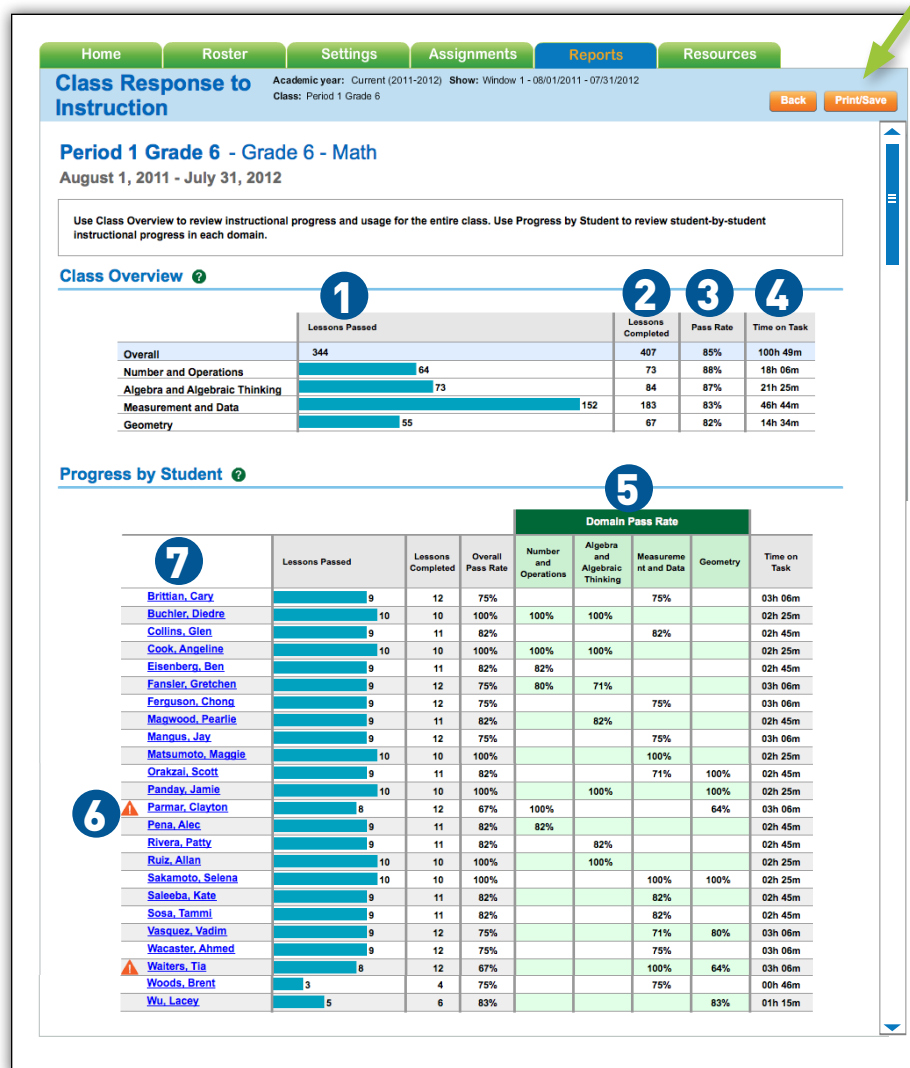 Home Roster Settings Assignments Reports Resources
Class Response to Instruction
Academic year: Current (2011-2012) Show: Window 1 - 08/01/2011 - 07/31/2012
Class: Period 1 Grade 6
Back Print/Save
Period 1 Grade 6 - Grade 6 - Math
August 1, 2011 - July 31, 2012
Use Class Overview to review instructional progress and usage for the entire class. Use Progress by Student to review student-by-student
instructional progress in each domain.
Class Overview ?
1 2 3 4
Lessons Passed Lessons Completed Pass Rate Time on Task
Overall 344 407 85% 100h 49m
Number and Operations 64 73 88% 18h 06m
Algebra and Algebraic Thinking 73 84 87% 21h 25m
Measurement and Data 152 183 83% 46h 44m
Geometry 55 67 82% 14h 34m
Progress by Student ?
5
Domain Pass Rate
7
Lessons Passed Lessons Completed Overall Pass Rate Number and Operations Algebra and Algebraic Thinking Measureme nt and Data Geometry Time on Task
Brittian, Cary 9 12 75% 75% 03h 06m
Buchler, Diedre 10 10 100% 100% 100% 02h 25m
Collins, Glen 9 11 82% 82% 02h 45m
Cook, Angeline 10 10 100% 100% 100% 02h 25m
Eisenberg, Ben 9 11 82% 82% 02h 45m
Fansler, Gretchen 9 12 75% 80% 71% 03h 06m
Ferguson, Chong 9 12 75% 75% 03h 06m
Magwood, Pearlie 9 11 82% 82% 02h 45m
Mangus, Jay 9 12 75% 75% 03h 06m
Matsumoto, Maggie 10 10 100% 100% 02h 25m
Orakzai, Scott 9 11 82% 71% 100% 02h 45m
Panday, Jamie 10 10 100% 100% 100% 02h 25m
6
Parmar, Clayton 8 12 67% 100% 64% 03h 06m
Pena, Alec 9 11 82% 82% 02h 45m
Rivera, Patty 9 11 82% 82% 02h 45m
Ruiz, Allan 10 10 100% 100% 02h 25m
Sakamoto, Selena 10 10 100% 100% 100% 02h 25m
Saleeba, Kate 9 11 82% 82% 02h 45m
Sosa, Tammi 9 11 82% 82% 02h 45m
Vasquez, Vadim 9 12 75% 71% 80% 03h 06m
Wacaster, Ahmed 9 12 75% 75% 03h 06m
Waiters, Tia 8 12 67% 100% 64% 03h 06m
Woods, Brent 3 4 75% 75% 00h 46m
Wu, Lacey 5 6 83% 83% 01h 15m